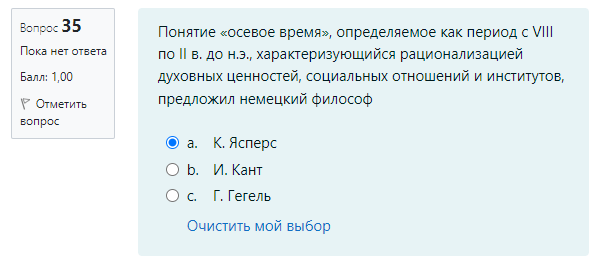 Вопрос 35
Пока нет ответа
Балл: 1,00
Отметить
вопрос
Понятие «осевое время», определяемое как период с VIII
по II в. до н.э., характеризующийся рационализацией
духовных ценностей, социальных отношений и институтов,
предложил немецкий философ
a. К. Ясперс
b. И. Кант
c. Г. Гегель
Очистить мой выбор